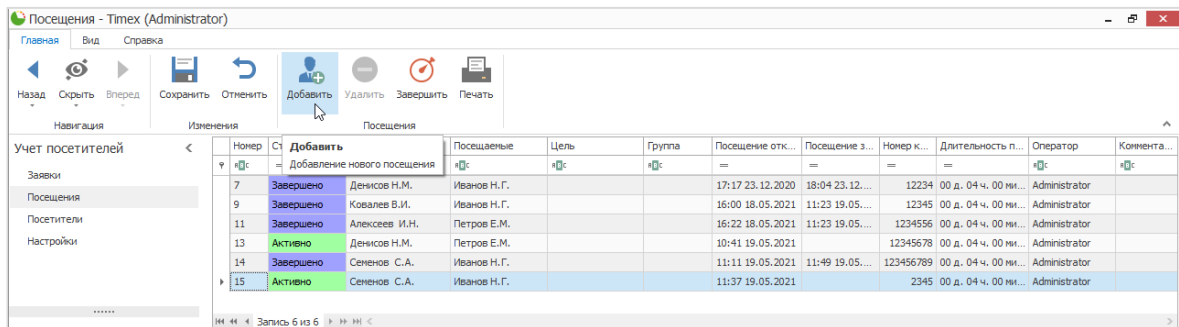 Посещения - Timex (Administrator)
Главная Вид Справка
Назад Скрыть Вперед Сохранить Отменить Добавить Удалить Завершить Печать
Навигация Изменения Посещения
Учет посетителей
Заявки
Посещения
Посетители
Настройки
Добавить
Добавление нового посещения
Номер Ст Посещаемые Цель Группа Посещение отк... Посещение з... Номер к... Длительность п... Оператор Коммента...
7 Завершено Денисов Н.М. Иванов Н.Г. 17:17 23.12.2020 18:04 23.12.... 12234 00 д. 04 ч. 00 ми... Administrator
9 Завершено Ковалев В.И. Иванов Н.Г. 16:00 18.05.2021 11:23 19.05.... 12345 00 д. 04 ч. 00 ми... Administrator
11 Завершено Алексеев И.Н. Петров Е.М. 16:22 18.05.2021 11:23 19.05.... 1234556 00 д. 04 ч. 00 ми... Administrator
13 Активно Денисов Н.М. Петров Е.М. 10:41 19.05.2021 12345678 00 д. 04 ч. 00 ми... Administrator
14 Завершено Семенов С.А. Иванов Н.Г. 11:11 19.05.2021 11:49 19.05.... 123456789 00 д. 04 ч. 00 ми... Administrator
15 Активно Семенов С.А. Иванов Н.Г. 11:37 19.05.2021 2345 00 д. 04 ч. 00 ми... Administrator
Запись 6 из 6